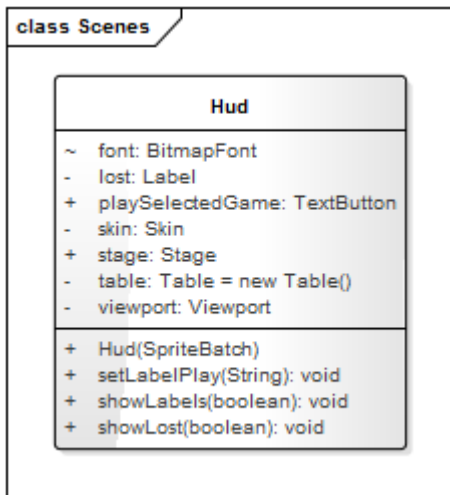 class Scenes
Hud
~ font: BitmapFont
- lost: Label
+ playSelectedGame: TextButton
- skin: Skin
+ stage: Stage
- table: Table = new Table()
- viewport: Viewport
+ Hud(SpriteBatch)
+ setLabelPlay(String): void
+ showLabels(boolean): void
+ showLost(boolean): void